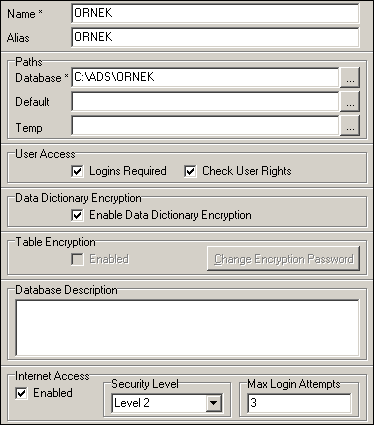 Name * ORNEK
Alias ORNEK
Paths
Database * C:\ADS\ORNEK ...
Default ...
Temp ...
User Access
Logins Required Check User Rights
Data Dictionary Encryption
Enable Data Dictionary Encryption
Table Encryption
Enabled Change Encryption Password
Database Description
Internet Access
Enabled
Security Level
Level 2
Max Login Attempts
3